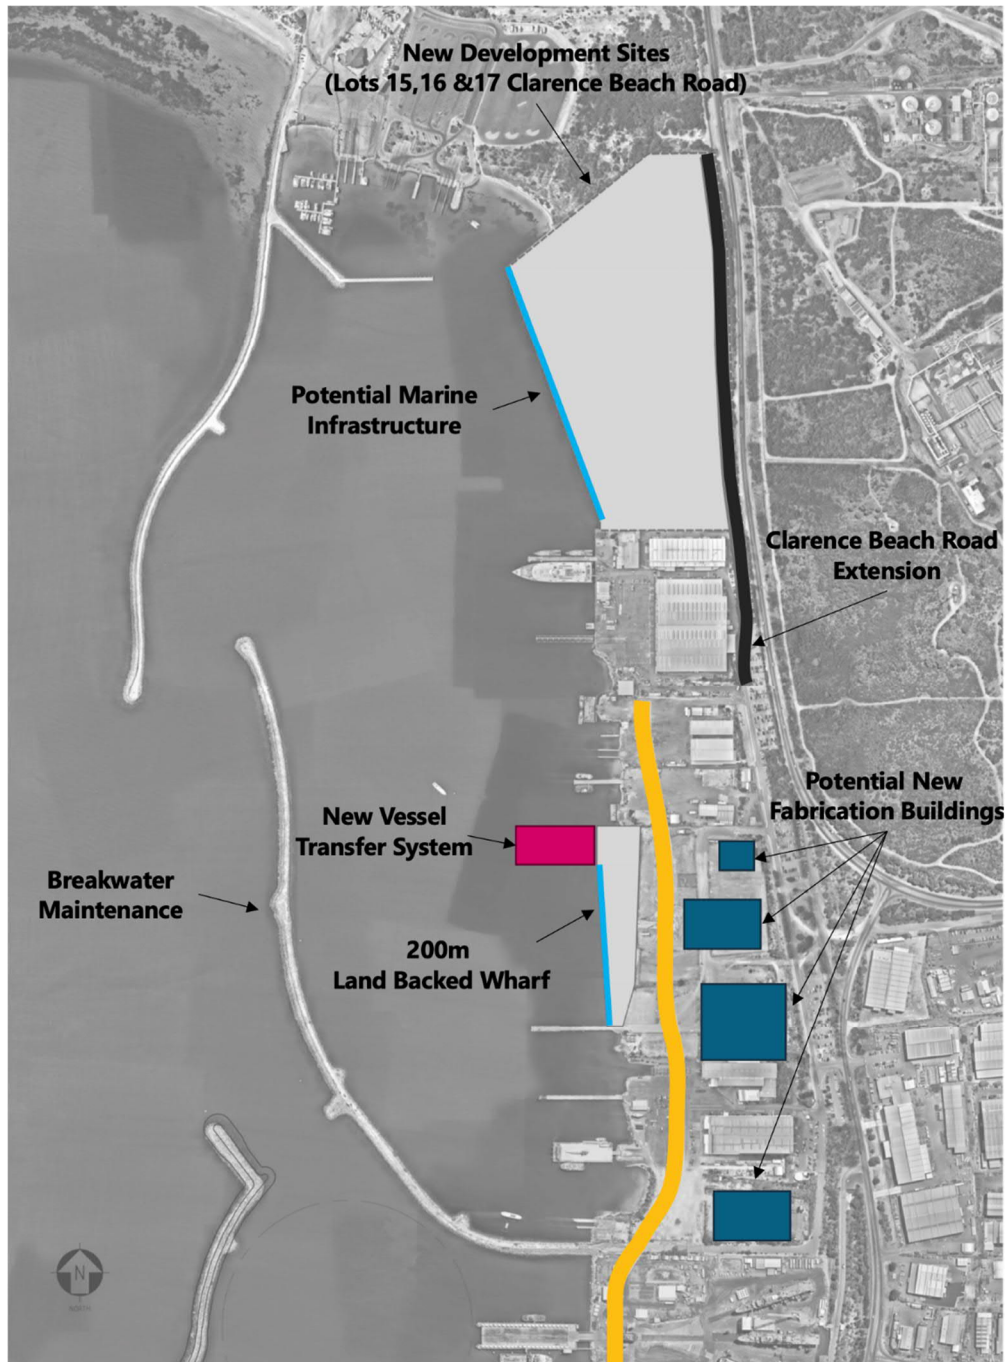 New Development Sites
(Lots 15,16 &17 Clarence Beach Road)
Potential Marine
Infrastructure
Clarence Beach Road
Extension
Potential New
Fabrication Buildings
New Vessel
Transfer System
Breakwater
Maintenance
200m
Land Backed Wharf
N
NORTH